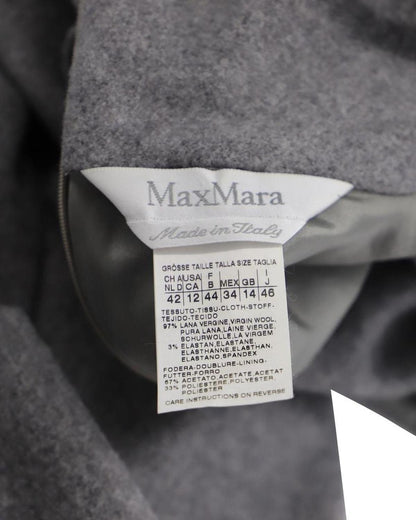 MaxMara
Made in Italy
GRÖSSE TAILLE TALLA SIZE TAGLIA
CH A USA F I
NL D CA B MEX GB J
42 12 44 34 14 46
TESSUTO-TISSU-CLOTH-STOFF-
TEJIDO-TECIDO
97% LANA VERGINE,VIRGIN WOOL,
PURA LANA,LAINE VIERGE,
SCHURWOLLE,LA VIRGEM
3% ELASTAN,ELASTANE,
ELASTHANNE,ELASTHAN,
ELASTANO,SPANDEX
FODERA-DOUBLURE-LINING-
FUTTER-FORRO
67% ACETATO,ACETATE,ACETAT
33% POLIESTERE,POLYESTER,
POLIESTER
CARE INSTRUCTIONS ON REVERSE